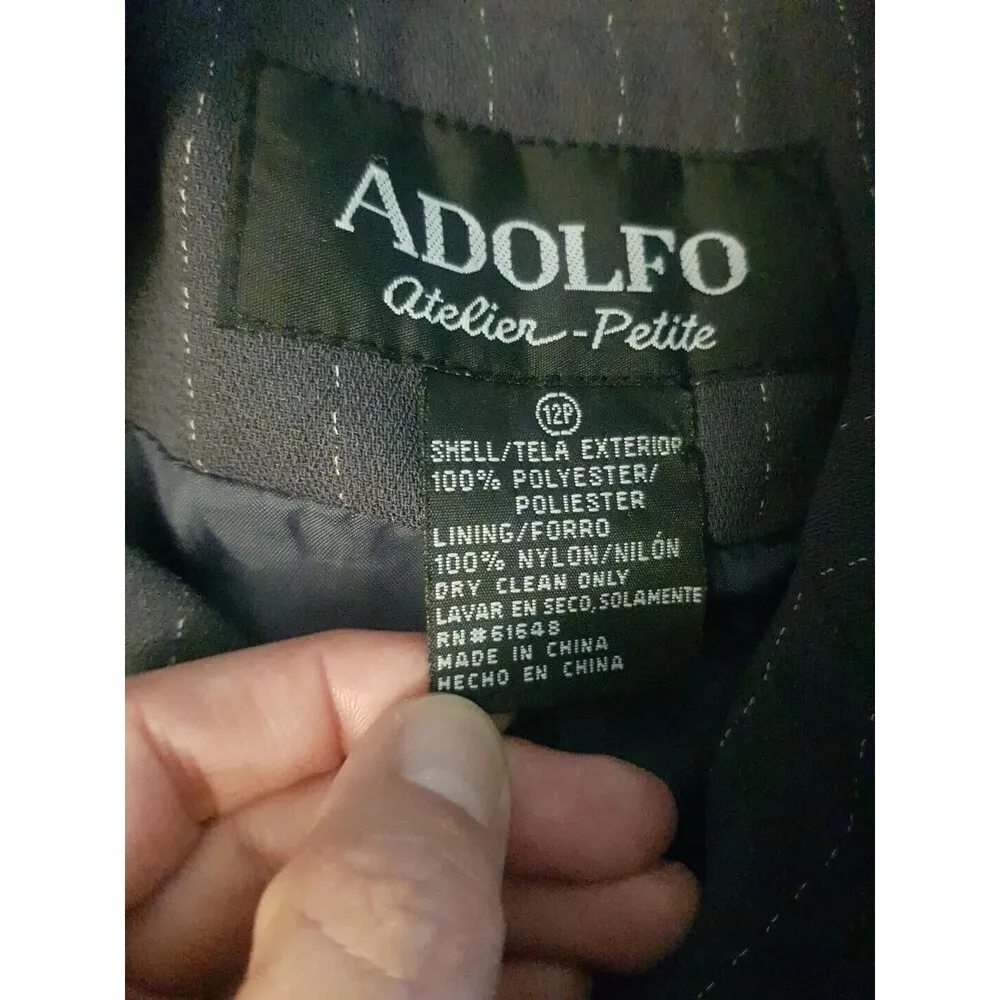 ADOLFO
Atelier-Petite
12P
SHELL/TELA EXTERIOR
100% POLYESTER/
POLIESTER
LINING/FORRO
100% NYLON/NILÓN
DRY CLEAN ONLY
LAVAR EN SECO, SOLAMENTE
RN#61648
MADE IN CHINA
HECHO EN CHINA